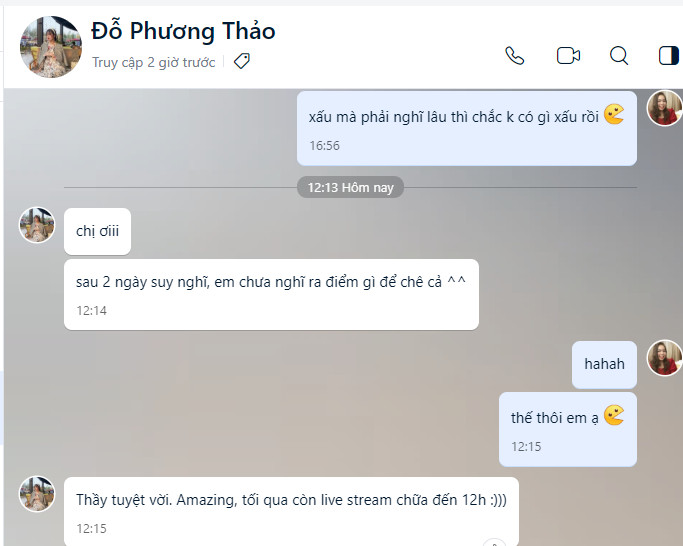 Đỗ Phương Thảo
Truy cập 2 giờ trước
xấu mà phải nghĩ lâu thì chắc k có gì xấu rồi
16:56
12:13 Hôm nay
chị ơiii
sau 2 ngày suy nghĩ, em chưa nghĩ ra điểm gì để chê cả ^^
12:14
hahah
thế thôi em ạ
12:15
Thầy tuyệt vời. Amazing, tối qua còn live stream chữa đến 12h :)))
12:15